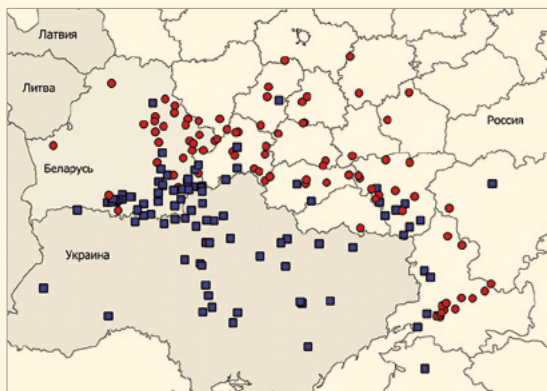 Латвия
Литва
Россия
Беларусь
Украина